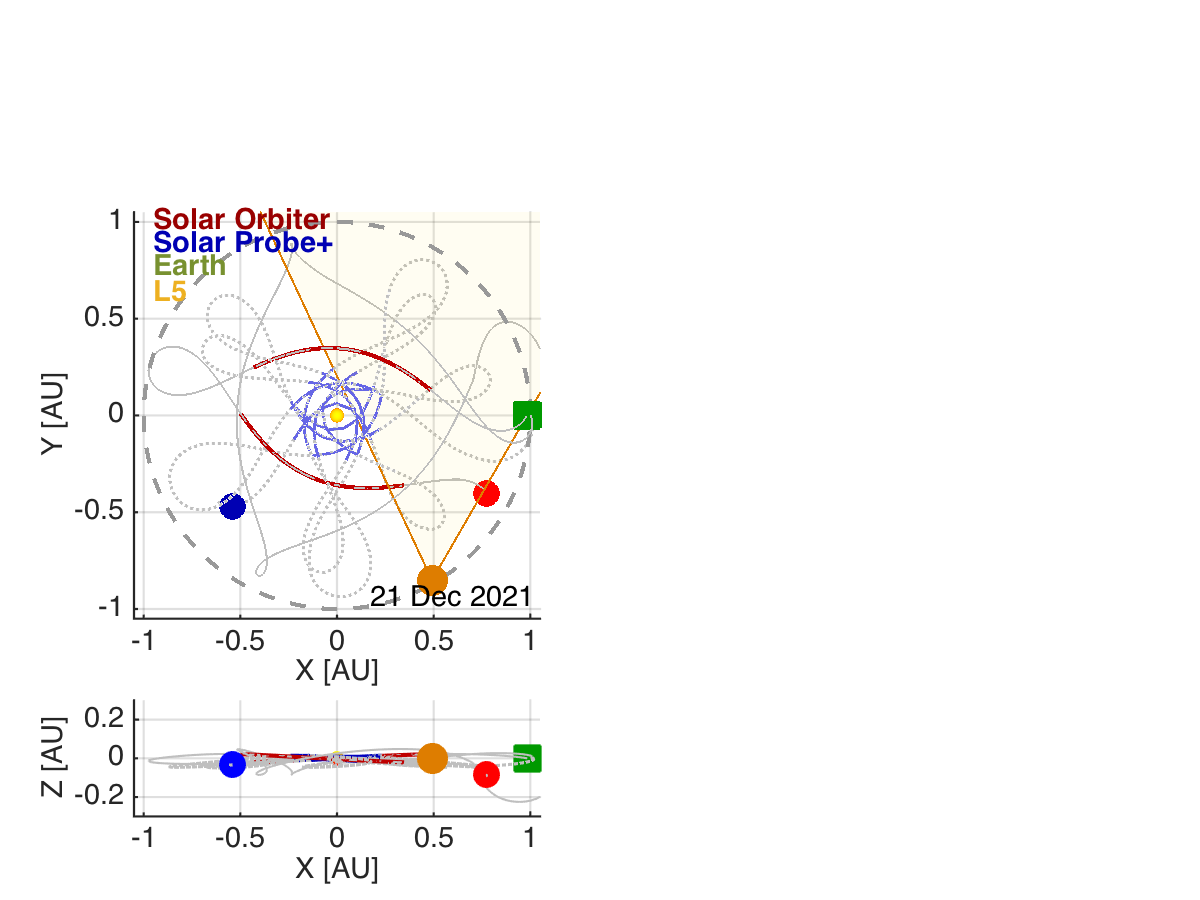 Solar Orbiter
Solar Probe+
Earth
L5
1
0.5
0
-0.5
-1
Y [AU]
21 Dec 2021
-1 -0.5 0 0.5 1
X [AU]
0.2
0
-0.2
Z [AU]
-1 -0.5 0 0.5 1
X [AU]